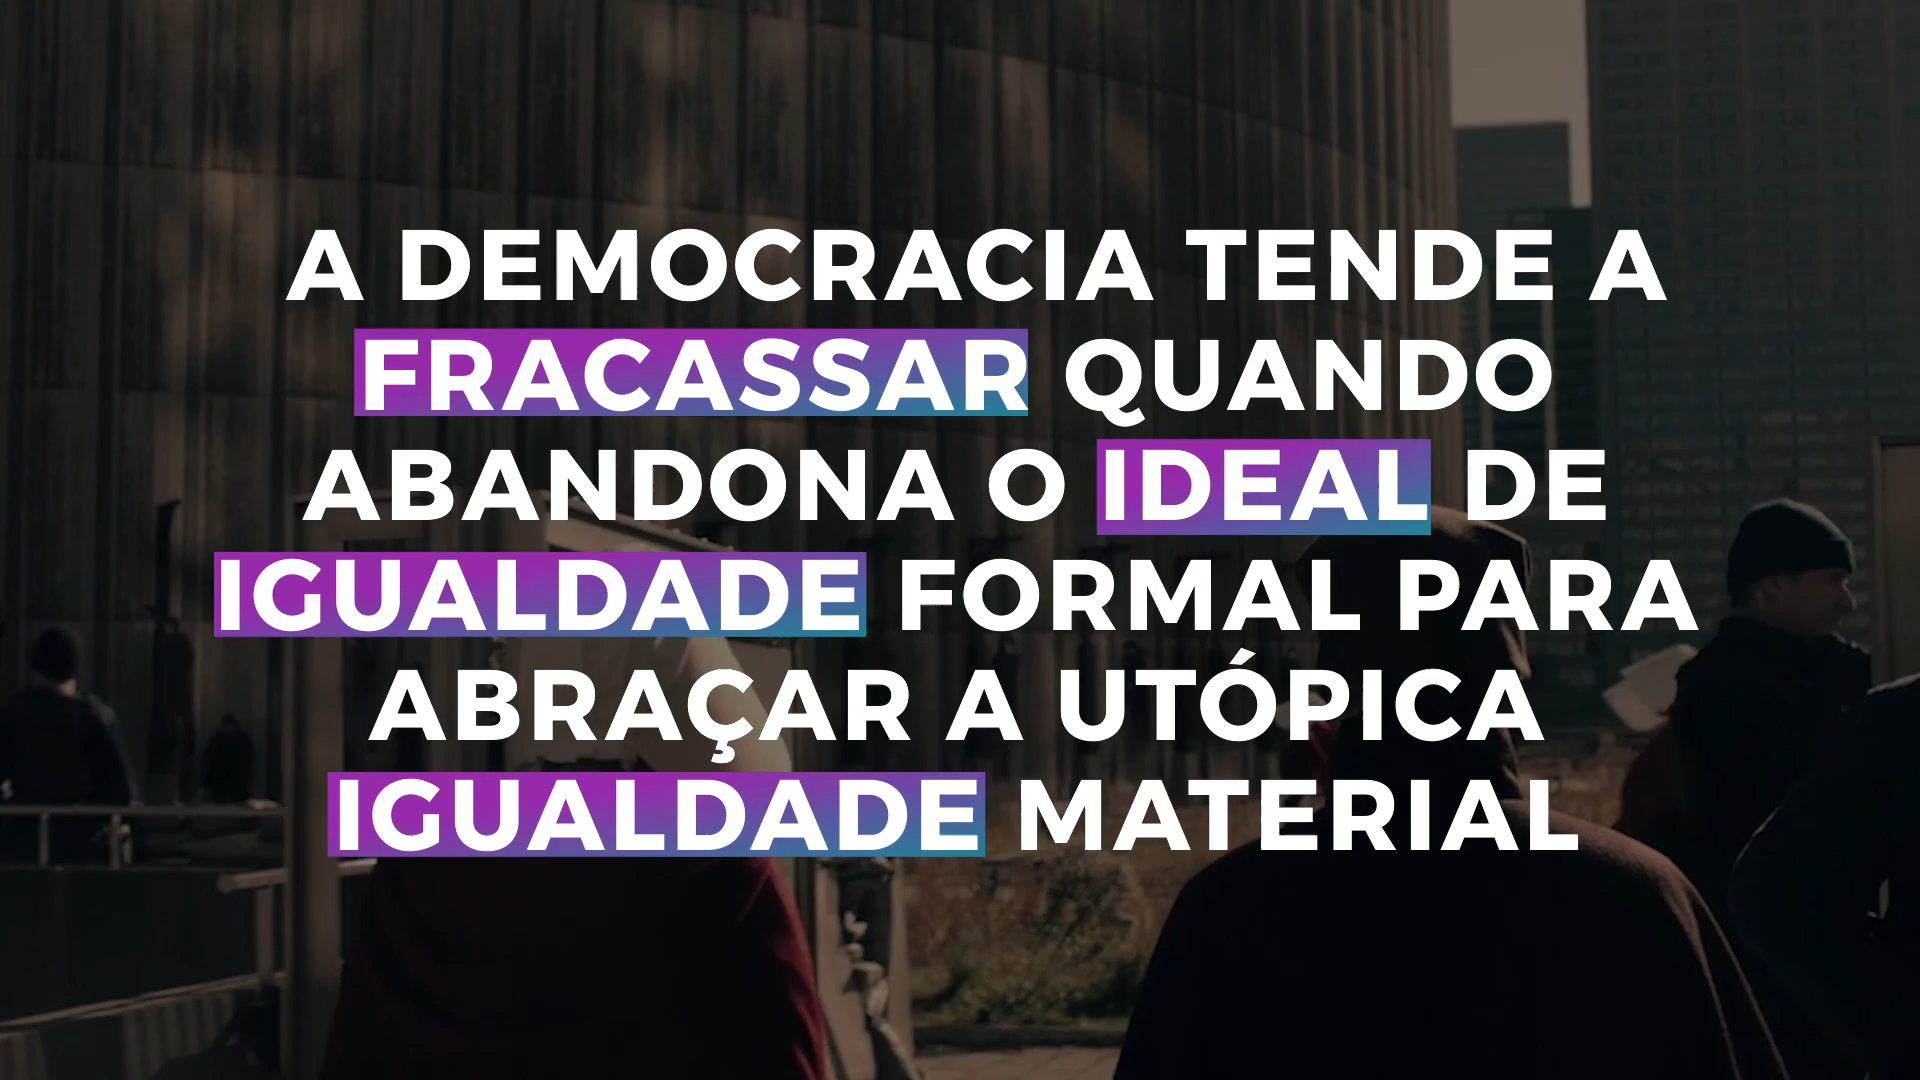 A DEMOCRACIA TENDE A
FRACASSAR QUANDO
ABANDONA O IDEAL DE
IGUALDADE FORMAL PARA
ABRAÇAR A UTÓPICA
IGUALDADE MATERIAL